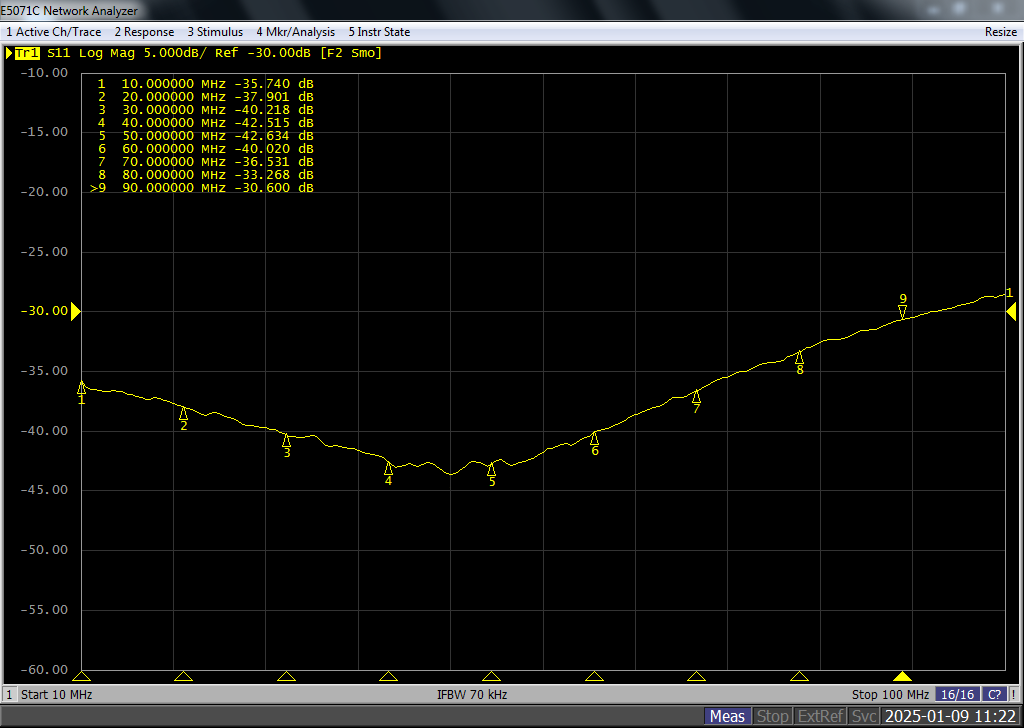 E5071C Network Analyzer
1 Active Ch/Trace 2 Response 3 Stimulus 4 Mkr/Analysis 5 Instr State Resize
Tr1 S11 Log Mag 5.000dB/ Ref -30.00dB [F2 Smo]
-10.00
1 10.000000 MHz -35.740 dB
2 20.000000 MHz -37.901 dB
3 30.000000 MHz -40.218 dB
4 40.000000 MHz -42.515 dB
5 50.000000 MHz -42.634 dB
6 60.000000 MHz -40.020 dB
7 70.000000 MHz -36.531 dB
8 80.000000 MHz -33.268 dB
>9 90.000000 MHz -30.600 dB
-15.00
-20.00
-25.00
-30.00
-35.00
-40.00
-45.00
-50.00
-55.00
-60.00
1
2
3
4
5
6
7
8
9
1
1 Start 10 MHz IFBW 70 kHz Stop 100 MHz 16/16 C? !
Meas Stop ExtRef Svc 2025-01-09 11:22